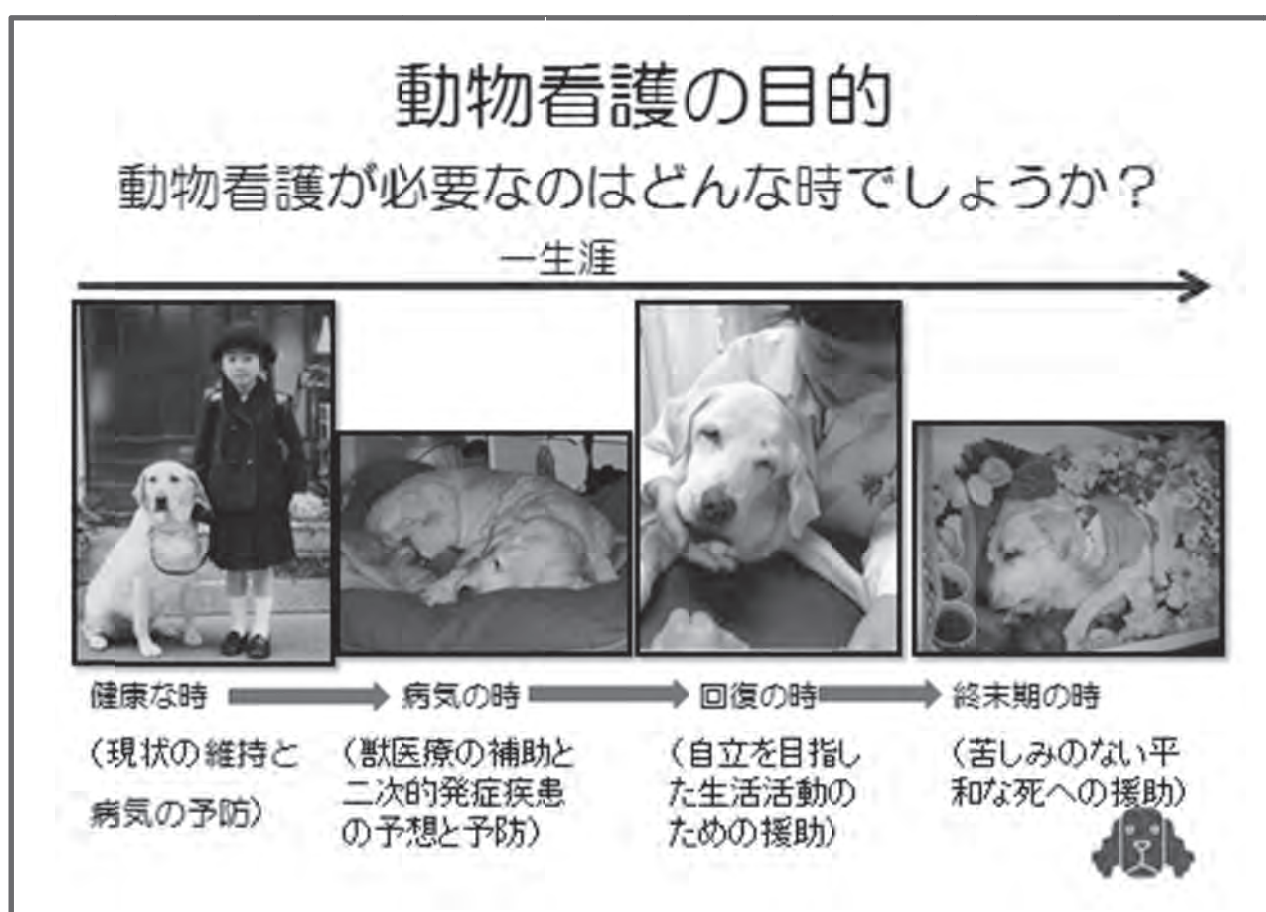 動物看護の目的
動物看護が必要なのはどんな時でしょうか？
一生涯
健康な時
(現状の維持と
病気の予防)
病気の時
(獣医療の補助と
二次的発症疾患
の予想と予防)
回復の時
(自立を目指し
た生活活動の
ための援助)
終末期の時
(苦しみのない平
和な死への援助)